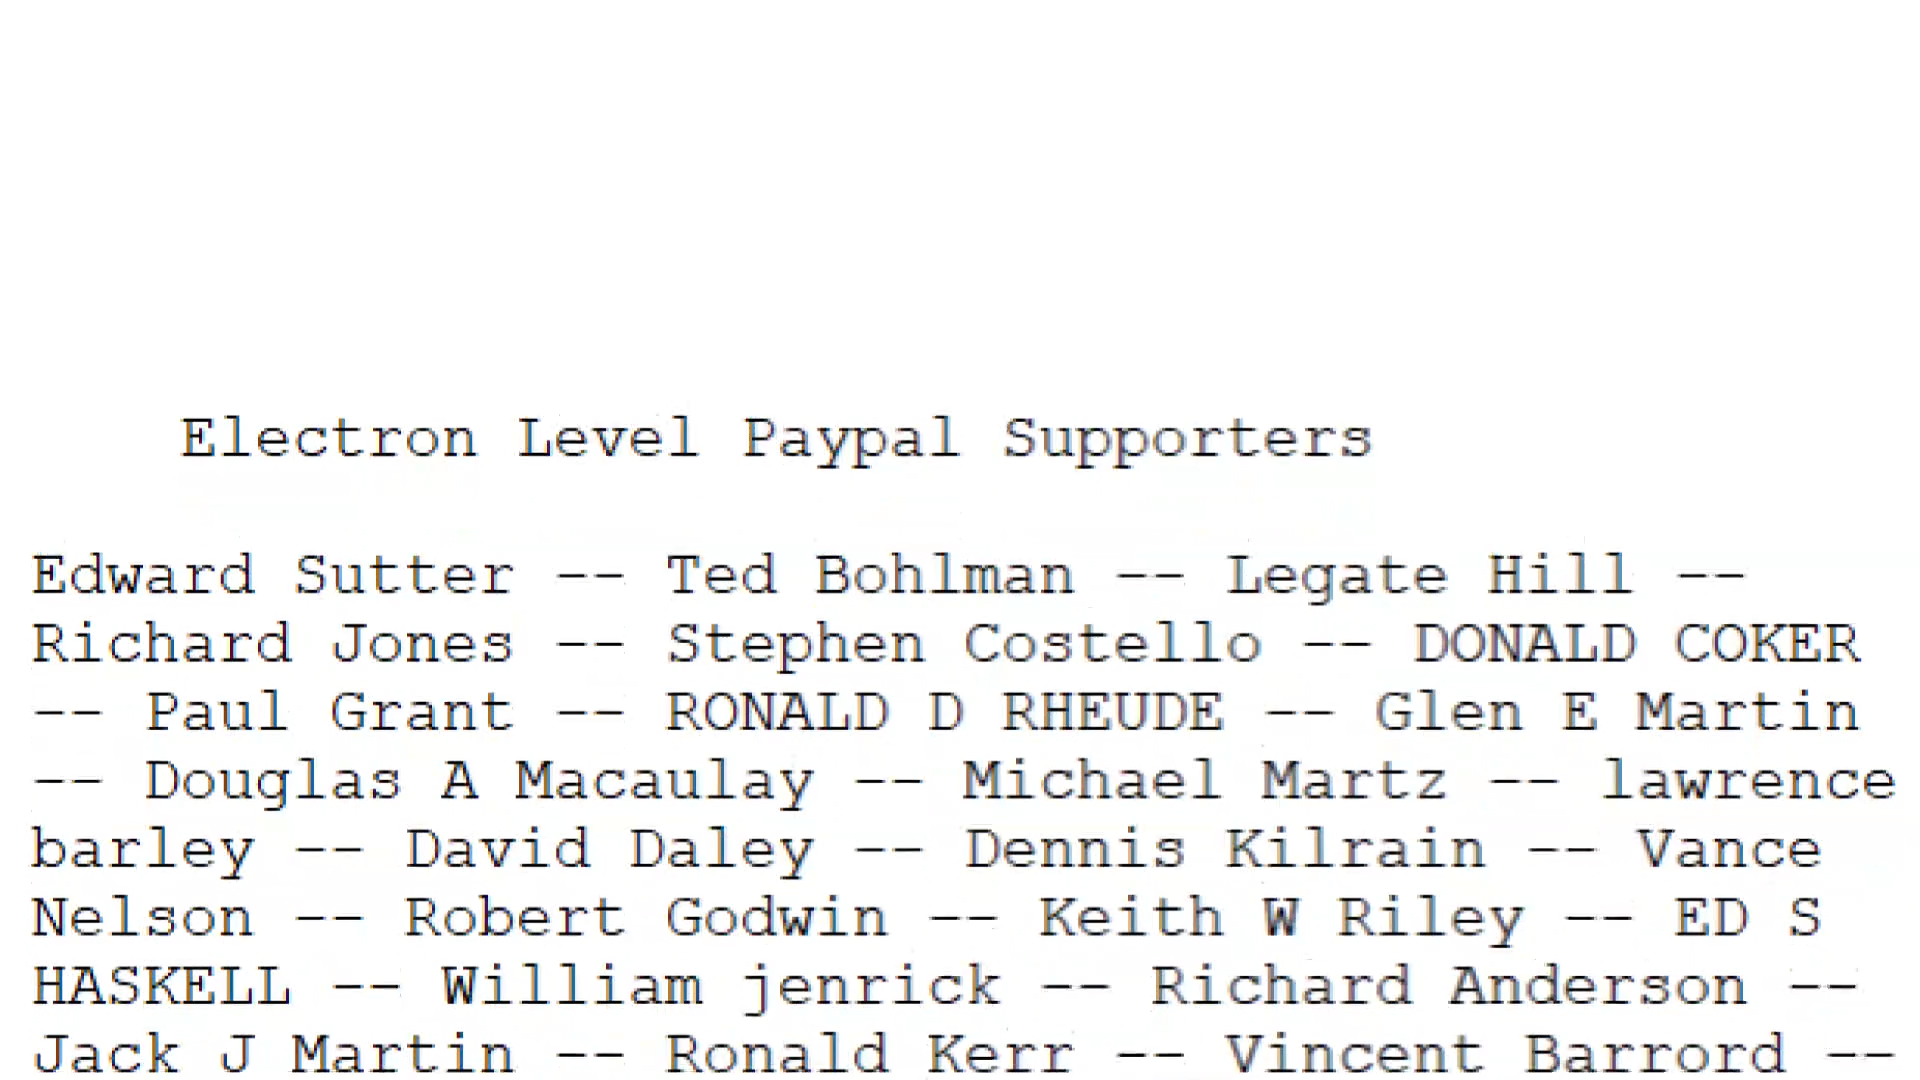 Electron Level Paypal Supporters
Edward Sutter -- Ted Bohlman -- Legate Hill --
Richard Jones -- Stephen Costello -- DONALD COKER
-- Paul Grant -- RONALD D RHEUDE -- Glen E Martin
-- Douglas A Macaulay -- Michael Martz -- lawrence
barley -- David Daley -- Dennis Kilrain -- Vance
Nelson -- Robert Godwin -- Keith W Riley -- ED S
HASKELL -- William jenrick -- Richard Anderson --
Jack J Martin -- Ronald Kerr -- Vincent Barrord --